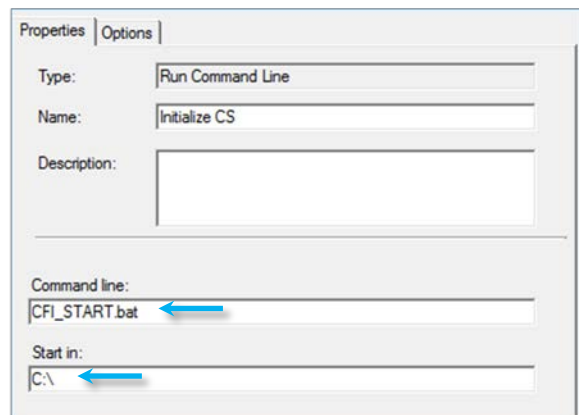 Properties Options
Type: Run Command Line
Name: Initialize CS
Description:
Command line:
CFI_START.bat
Start in:
C:\